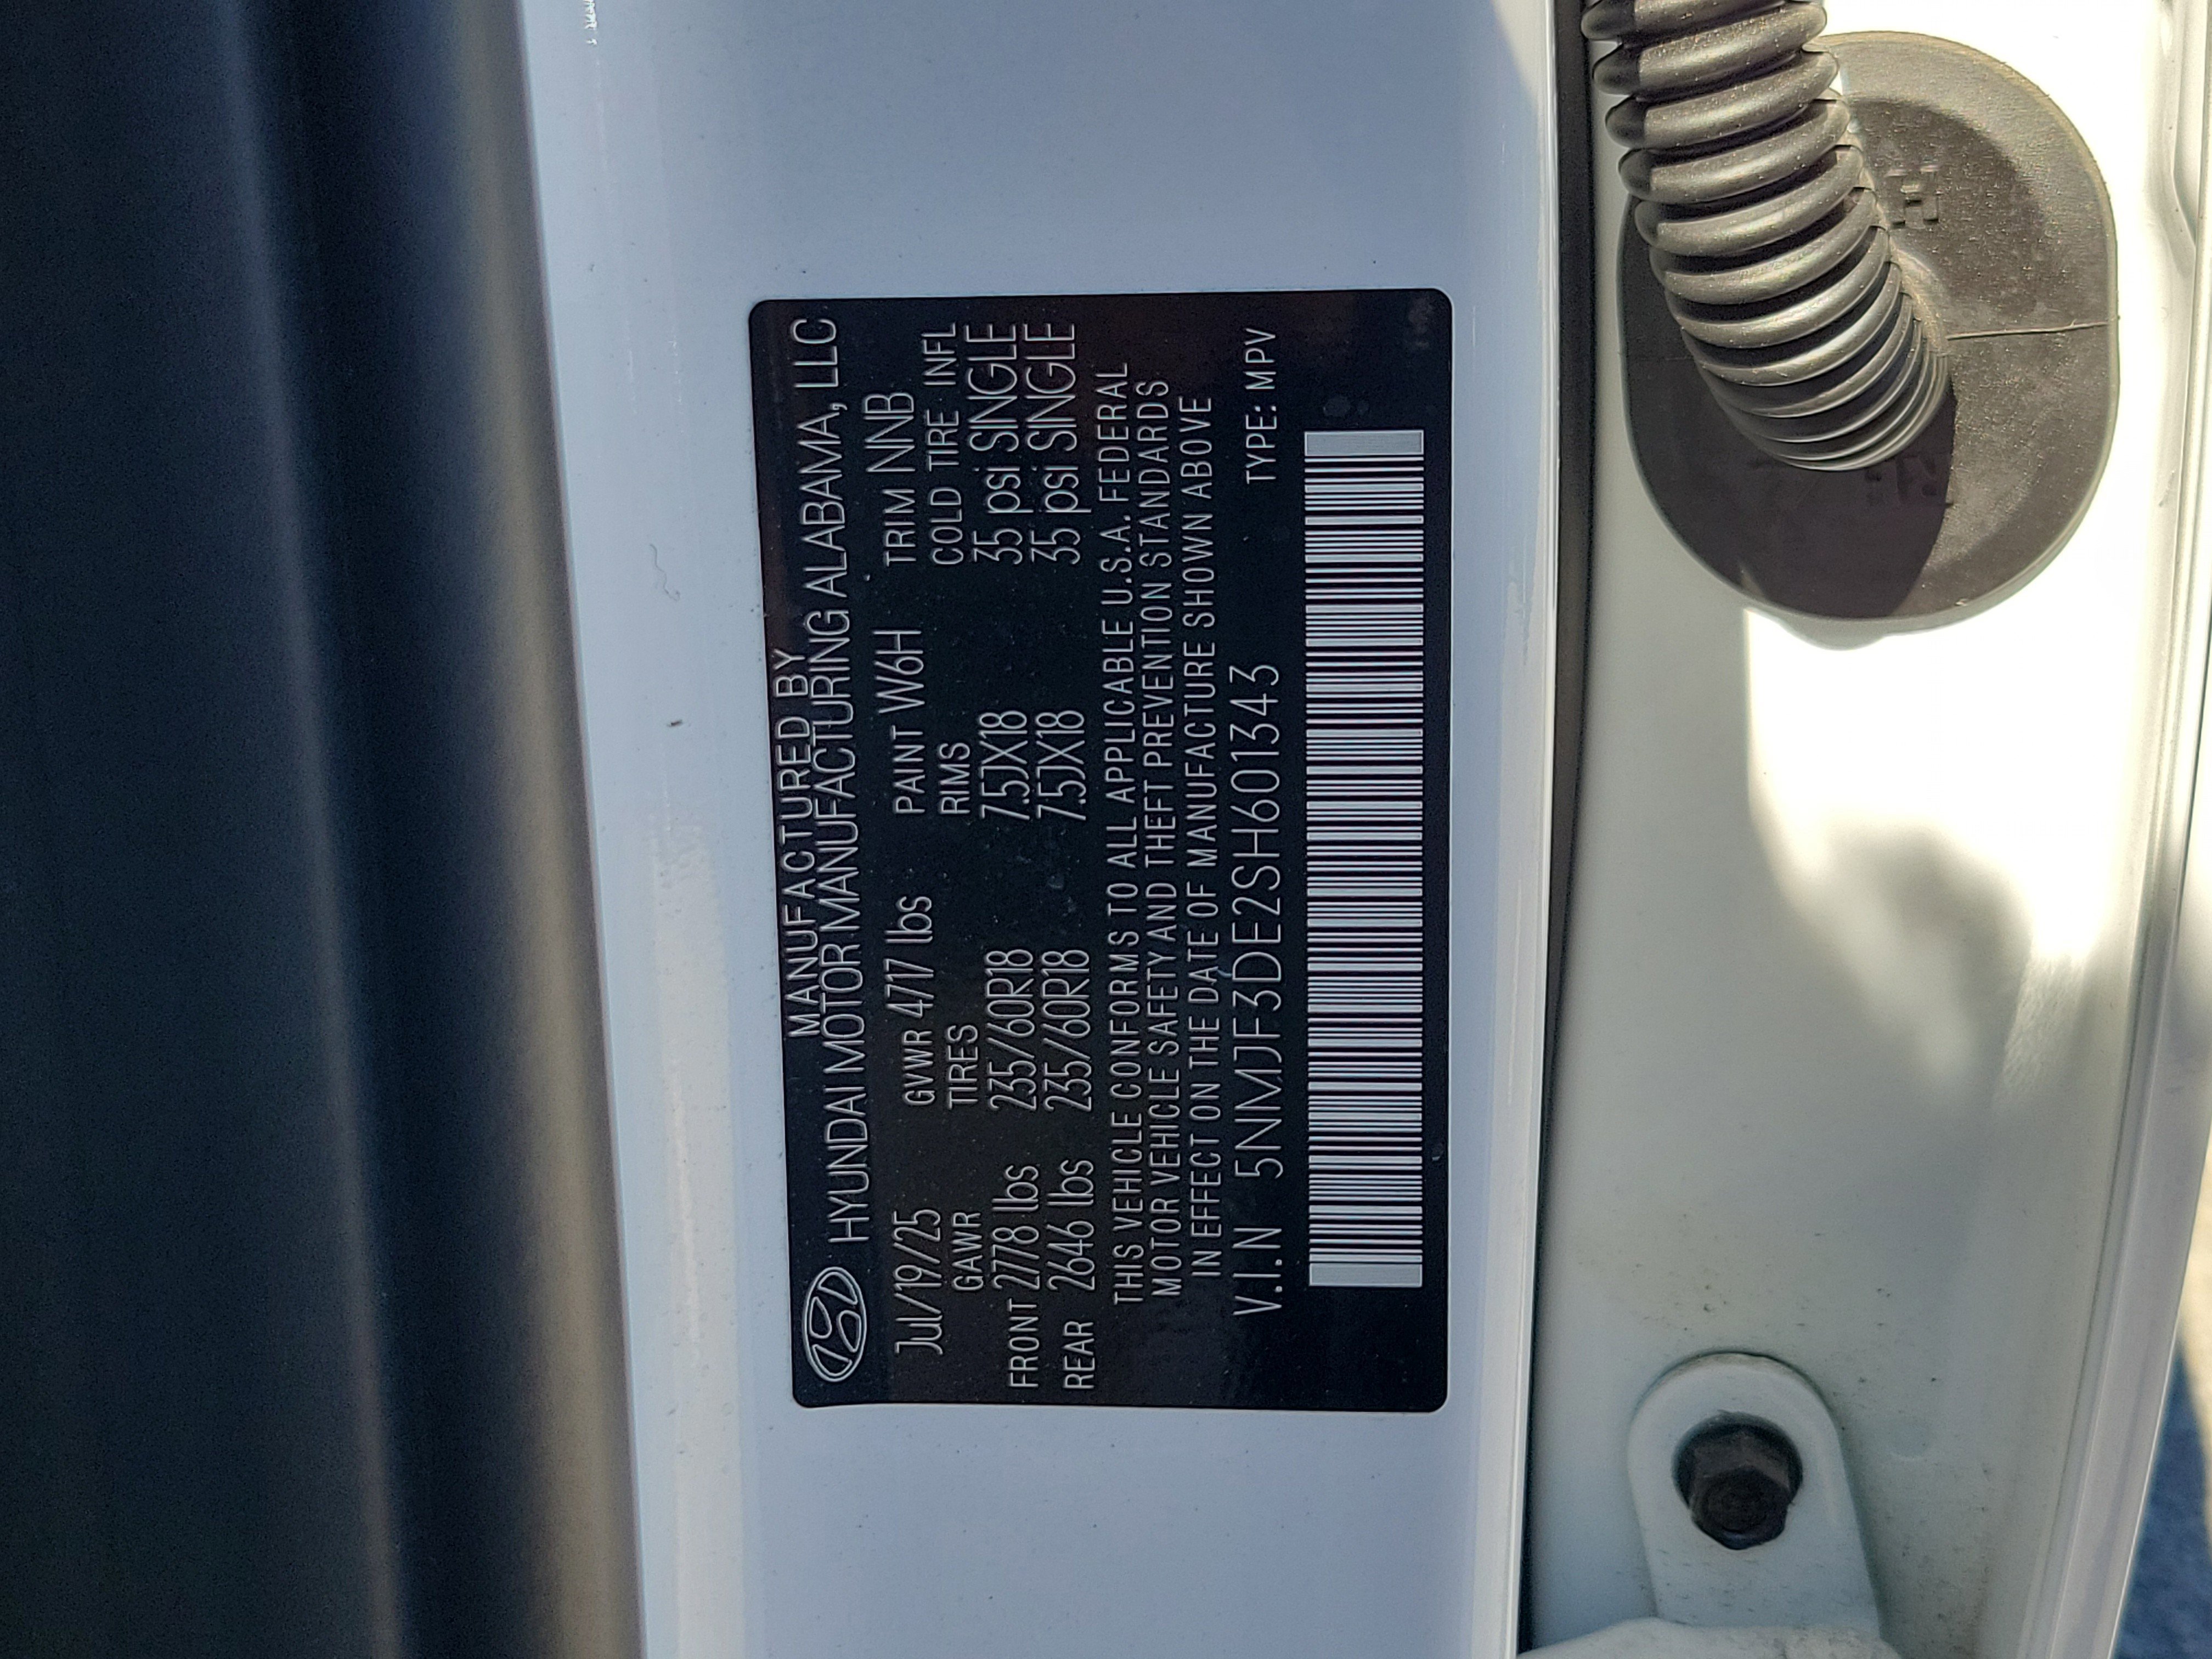 MANUFACTURED BY
HYUNDAI MOTOR MANUFACTURING ALABAMA, LLC
Jul/19/25 GVWR 4717 lbs PAINT W6H TRIM NNB
GAWR TIRES RIMS COLD TIRE INFL
FRONT 2778 lbs 235/60R18 7.5JX18 35 psi SINGLE
REAR 2646 lbs 235/60R18 7.5JX18 35 psi SINGLE
THIS VEHICLE CONFORMS TO ALL APPLICABLE U.S.A. FEDERAL
MOTOR VEHICLE SAFETY AND THEFT PREVENTION STANDARDS
IN EFFECT ON THE DATE OF MANUFACTURE SHOWN ABOVE
V.I.N 5NMJF3DE2SH601343 TYPE: MPV